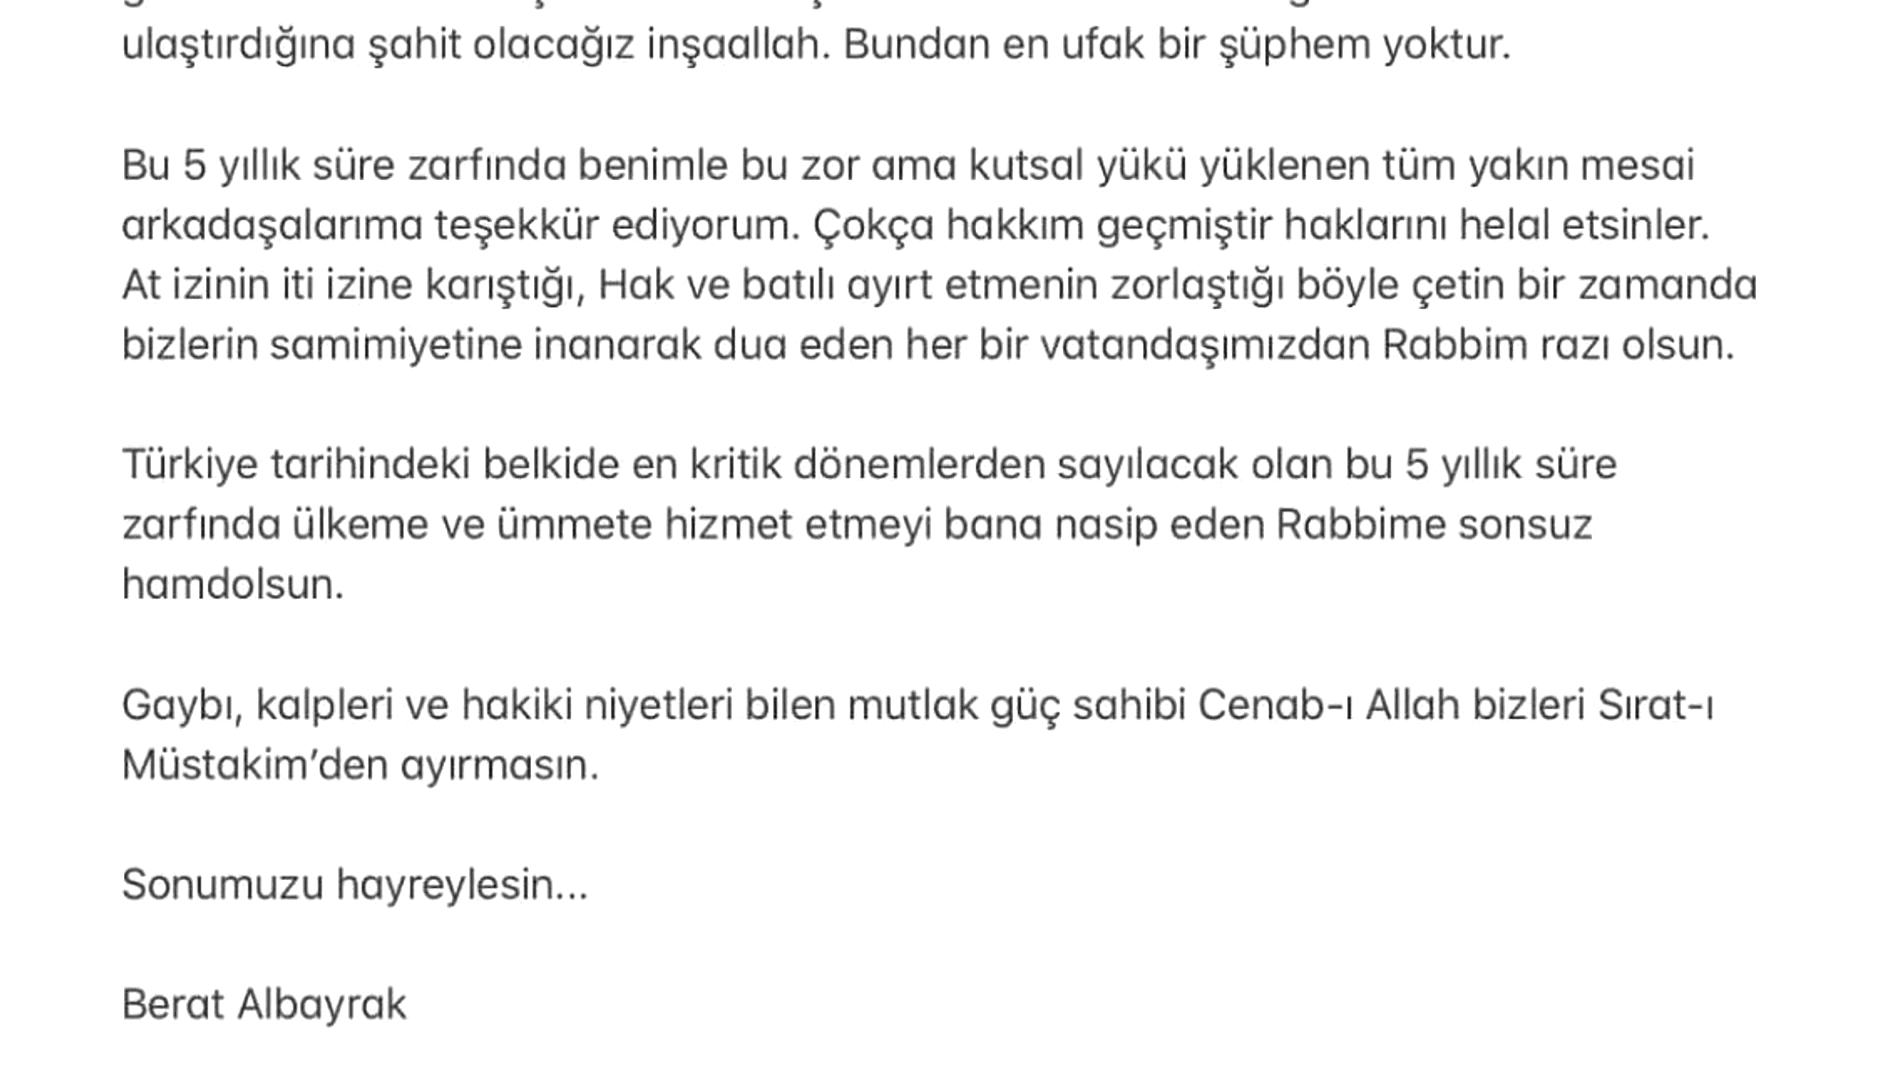 ulaştırdığına şahit olacağız inşaallah. Bundan en ufak bir şüphem yoktur.
Bu 5 yıllık süre zarfında benimle bu zor ama kutsal yükü yüklenen tüm yakın mesai
arkadaşalarıma teşekkür ediyorum. Çokça hakkım geçmiştir haklarını helal etsinler.
At izinin iti izine karıştığı, Hak ve batılı ayırt etmenin zorlaştığı böyle çetin bir zamanda
bizlerin samimiyetine inanarak dua eden her bir vatandaşımızdan Rabbim razı olsun.
Türkiye tarihindeki belkide en kritik dönemlerden sayılacak olan bu 5 yıllık süre
zarfında ülkeme ve ümmete hizmet etmeyi bana nasip eden Rabbime sonsuz
hamdolsun.
Gaybı, kalpleri ve hakiki niyetleri bilen mutlak güç sahibi Cenab-ı Allah bizleri Sırat-ı
Müstakim’den ayırmasın.
Sonumuzu hayreylesin...
Berat Albayrak